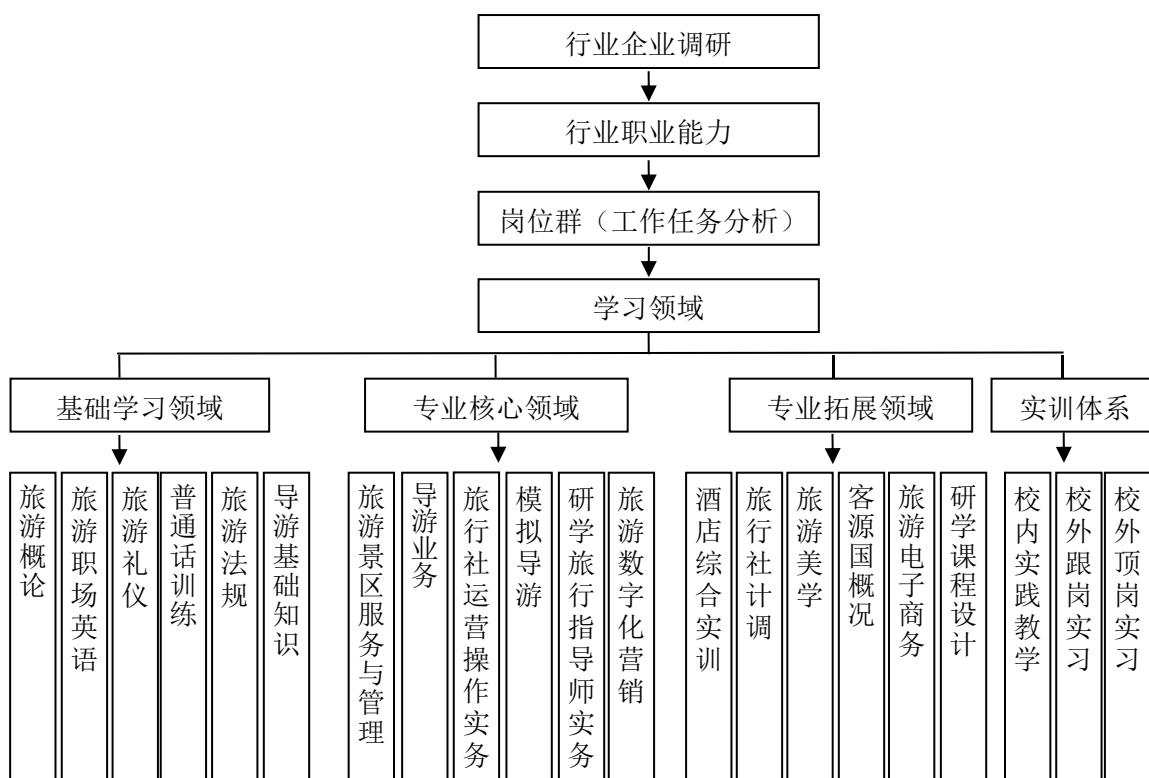 行业企业调研
行业职业能力
岗位群（工作任务分析）
学习领域
基础学习领域
专业核心领域
专业拓展领域
实训体系
旅游概论
旅游职场英语
旅游礼仪
普通话训练
旅游法规
导游基础知识
旅游景区服务与管理
导游业务
旅行社运营操作实务
模拟导游
研学旅行指导师实务
旅游数字化营销
酒店综合实训
旅行社计调
旅游美学
客源国概况
旅游电子商务
研学课程设计
校内实践教学
校外跟岗实习
校外顶岗实习